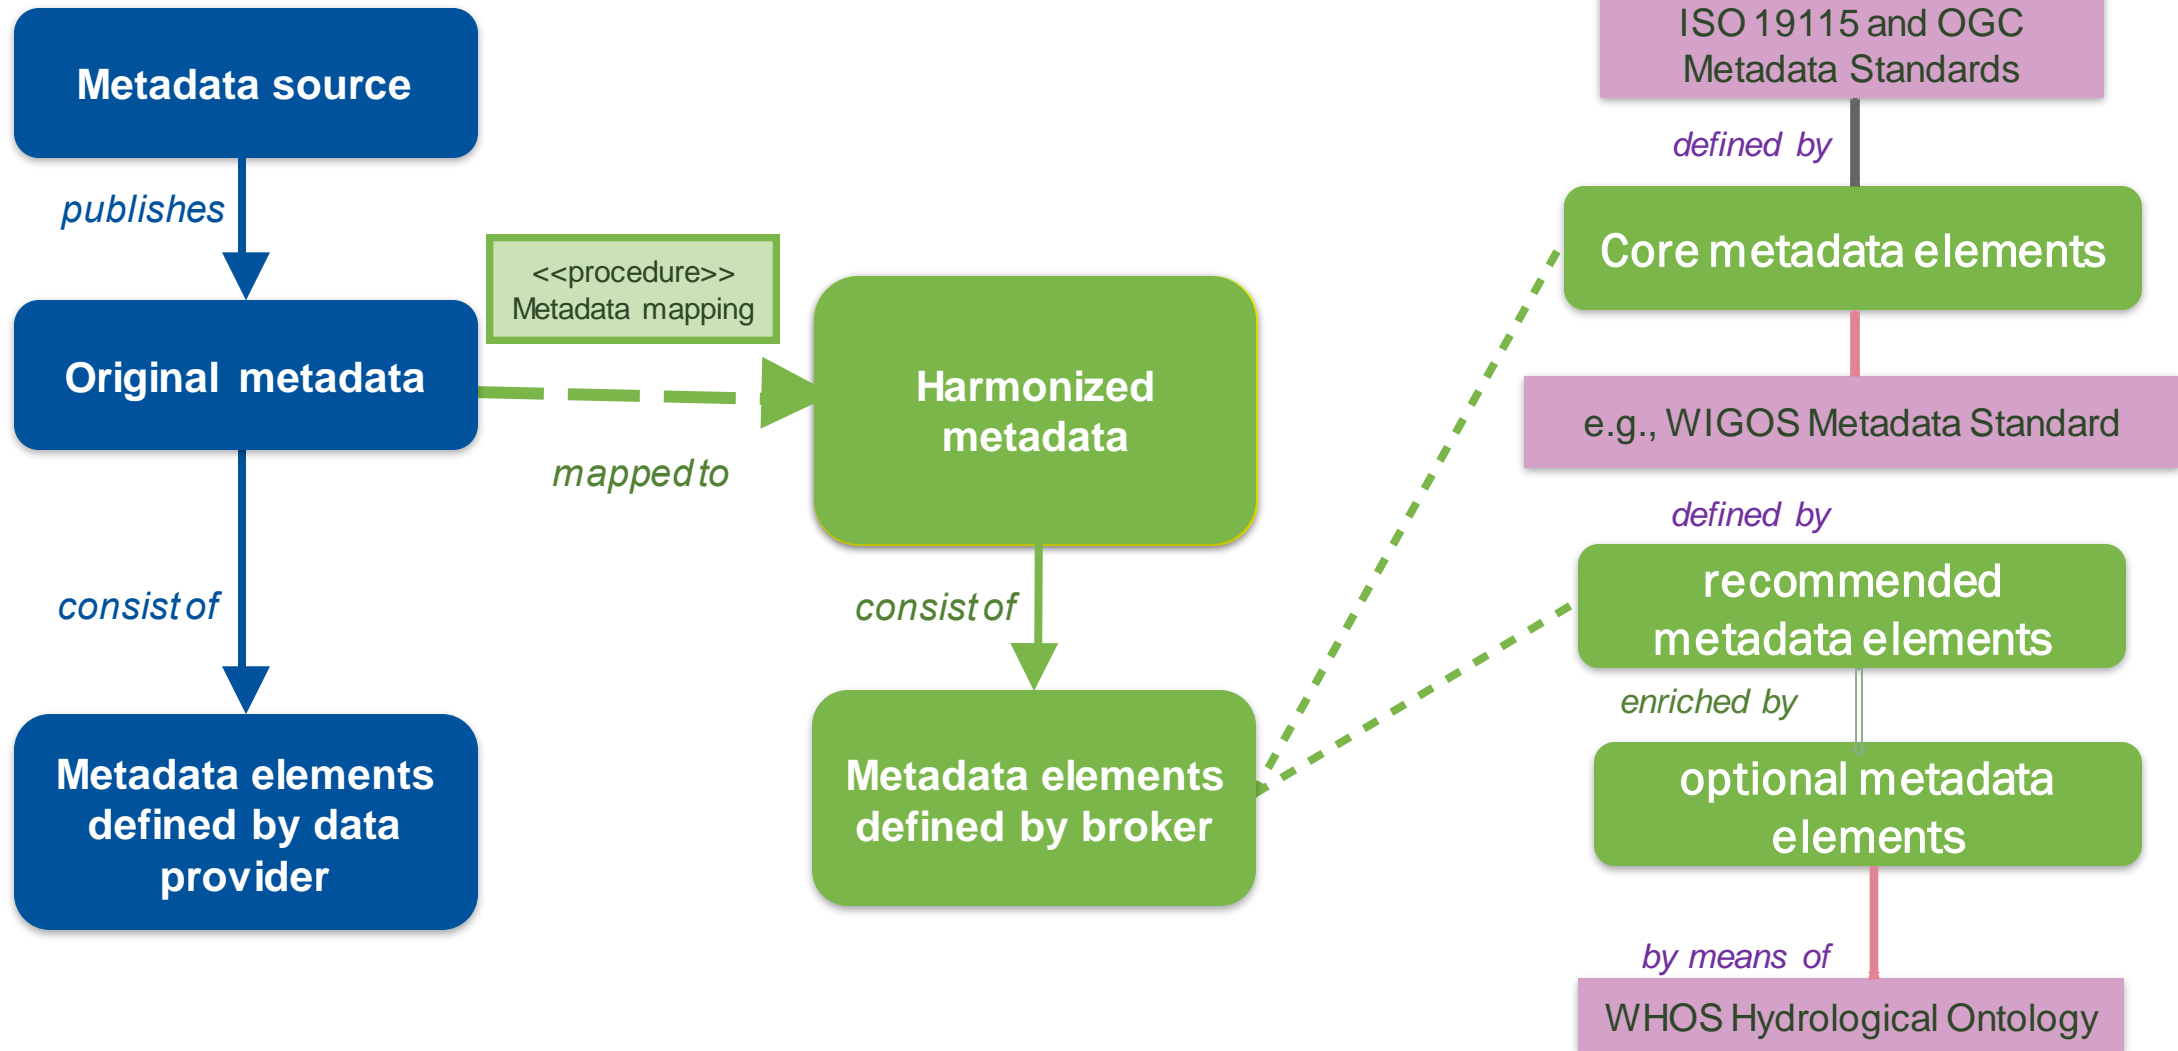 Metadata source
publishes
Original metadata
consist of
Metadata elements
defined by data
provider
<<procedure>>
Metadata mapping
mapped to
Harmonized
metadata
consist of
Metadata elements
defined by broker
ISO 19115 and OGC
Metadata Standards
defined by
Core metadata elements
e.g., WIGOS Metadata Standard
defined by
recommended
metadata elements
enriched by
optional metadata
elements
by means of
WHOS Hydrological Ontology